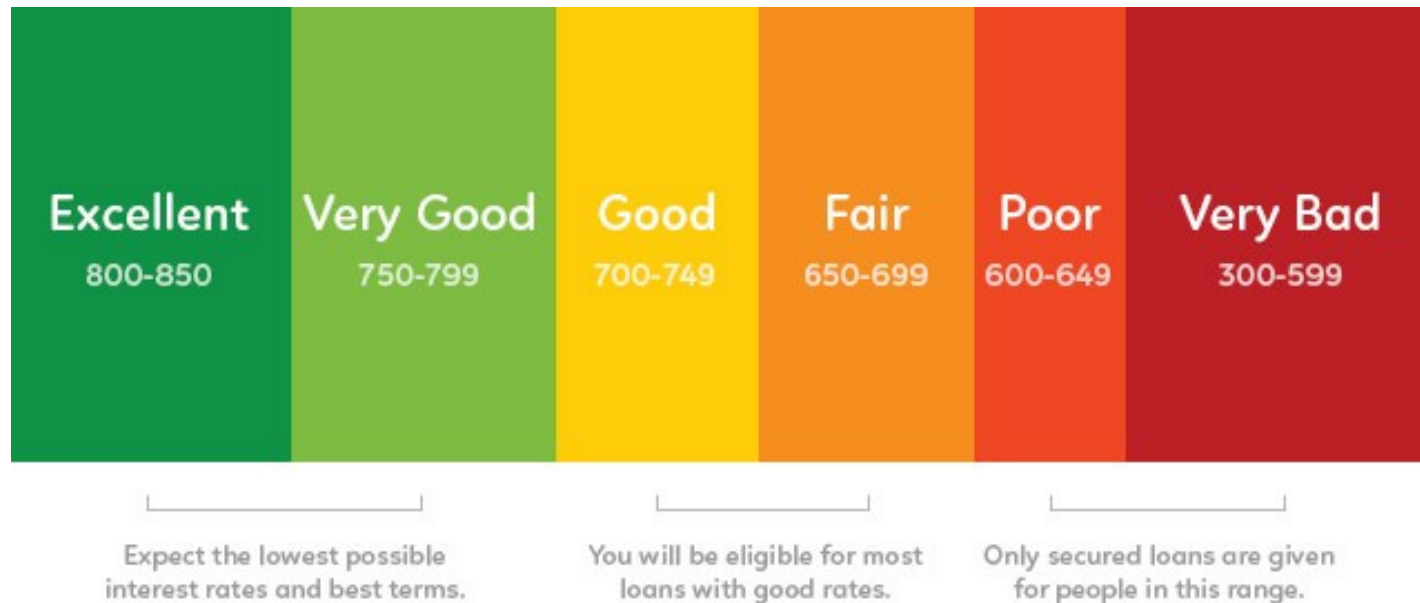 Excellent Very Good Good Fair Poor Very Bad
800-850 750-799 700-749 650-699 600-649 300-599
Expect the lowest possible
interest rates and best terms.
You will be eligible for most
loans with good rates.
Only secured loans are given
for people in this range.